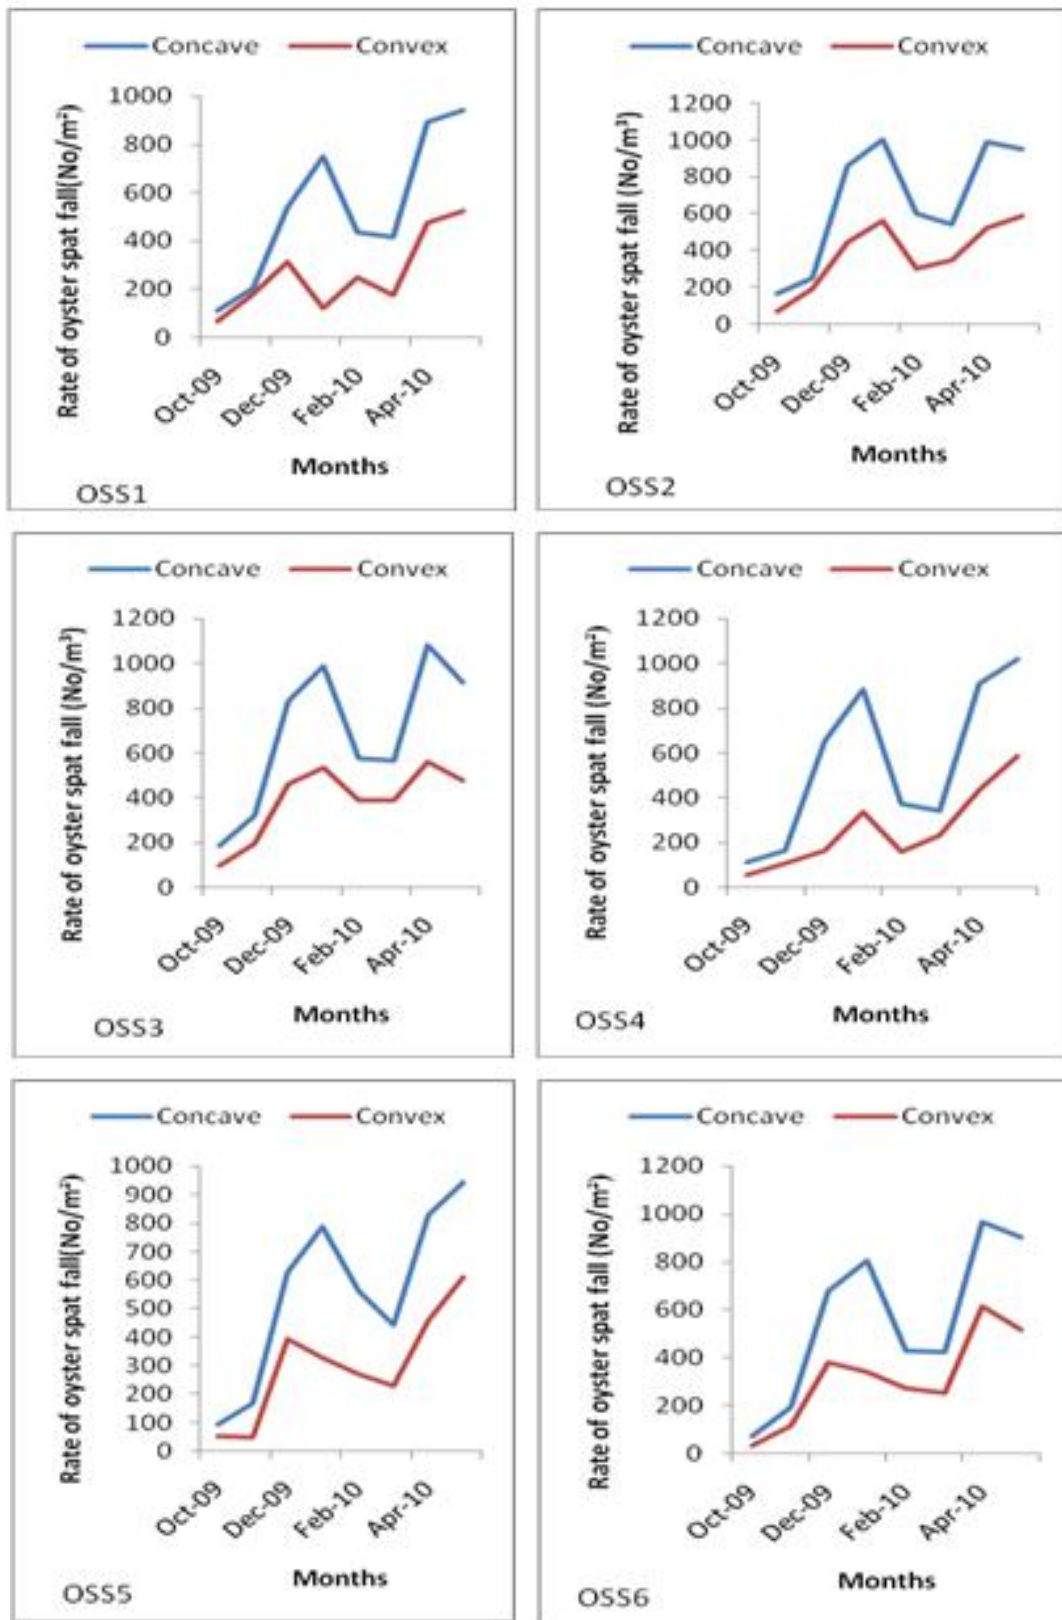 Concave Convex
Rate of oyster spat fall(No/m²)
1000
800
600
400
200
0
Oct-09
Dec-09
Feb-10
Apr-10
Months
OSS1
Concave Convex
Rate of oyster spat fall (No/m²)
1200
1000
800
600
400
200
0
Oct-09
Dec-09
Feb-10
Apr-10
Months
OSS2
Concave Convex
Rate of oyster spat fall (No/m²)
1200
1000
800
600
400
200
0
Oct-09
Dec-09
Feb-10
Apr-10
Months
OSS3
Concave Convex
Rate of oyster spat fall (No/m²)
1200
1000
800
600
400
200
0
Oct-09
Dec-09
Feb-10
Apr-10
Months
OSS4
Concave Convex
Rate of oyster spat fall(No/m²)
1000
900
800
700
600
500
400
300
200
100
0
Oct-09
Dec-09
Feb-10
Apr-10
Months
OSS5
Concave Convex
Rate of oyster spat fall (No/m²)
1200
1000
800
600
400
200
0
Oct-09
Dec-09
Feb-10
Apr-10
Months
OSS6